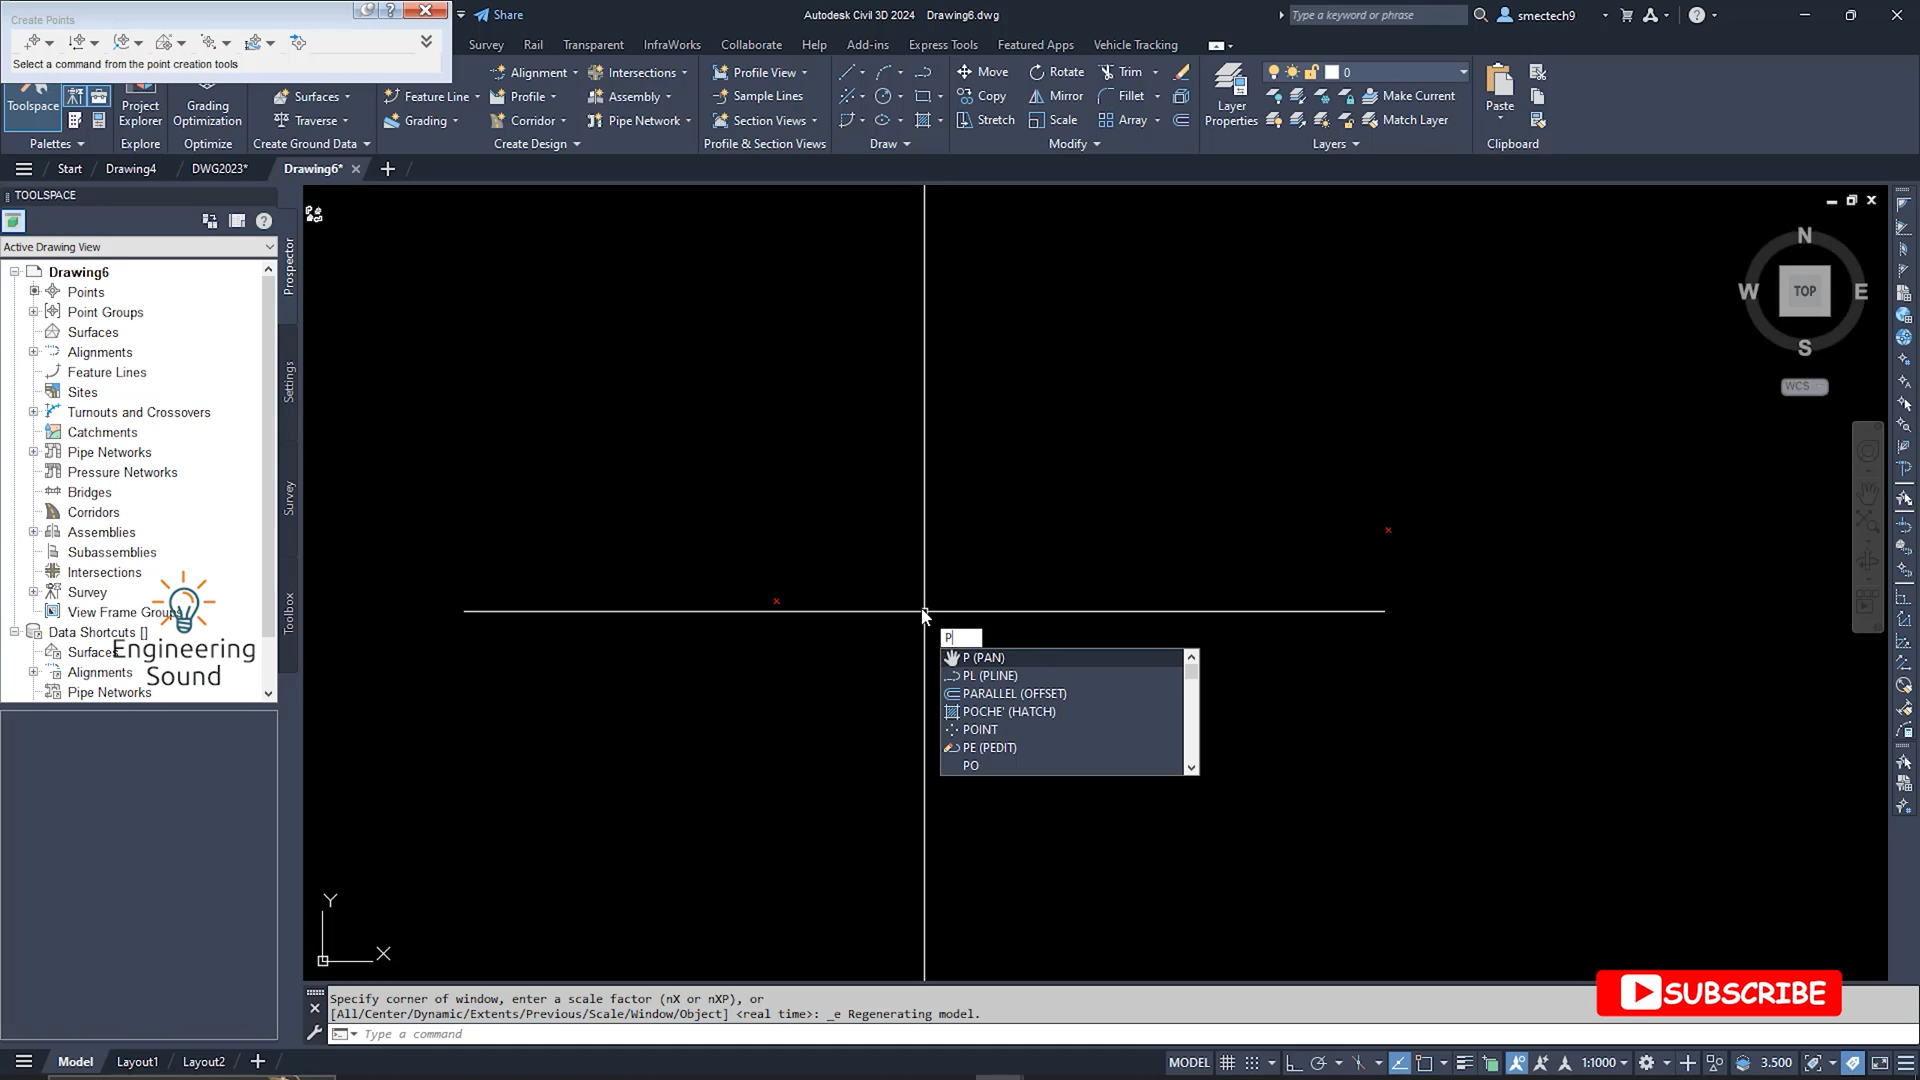 Create Points
Select a command from the point creation tools
Share
Autodesk Civil 3D 2024 Drawing6.dwg
Type a keyword or phrase
smectech9
Survey Rail Transparent InfraWorks Collaborate Help Add-ins Express Tools Featured Apps Vehicle Tracking
Toolspace
Project Explorer
Grading Optimization
Surfaces
Traverse
Alignment
Feature Line
Grading
Profile
Corridor
Intersections
Assembly
Pipe Network
Profile View
Sample Lines
Section Views
Move
Copy
Stretch
Rotate
Mirror
Scale
Trim
Fillet
Array
Layer Properties
0
Make Current
Match Layer
Paste
Palettes
Explore
Optimize
Create Ground Data
Create Design
Profile & Section Views
Draw
Modify
Layers
Clipboard
Start
Drawing4
DWG2023*
Drawing6*
TOOLSPACE
Active Drawing View
Drawing6
Points
Point Groups
Surfaces
Alignments
Feature Lines
Sites
Turnouts and Crossovers
Catchments
Pipe Networks
Pressure Networks
Bridges
Corridors
Assemblies
Subassemblies
Intersections
Survey
View Frame Groups
Data Shortcuts []
Surfaces
Alignments
Pipe Networks
Prospector
Settings
Survey
Toolbox
Engineering
Sound
N
W
TOP
E
S
WCS
P
P (PAN)
PL (PLINE)
PARALLEL (OFFSET)
POCHE' (HATCH)
POINT
PE (PEDIT)
PO
Y
X
Specify corner of window, enter a scale factor (nX or nXP), or
[All/Center/Dynamic/Extents/Previous/Scale/Window/Object] <real time>: _e Regenerating model.
Type a command
SUBSCRIBE
Model
Layout1
Layout2
MODEL
1:1000
3.500